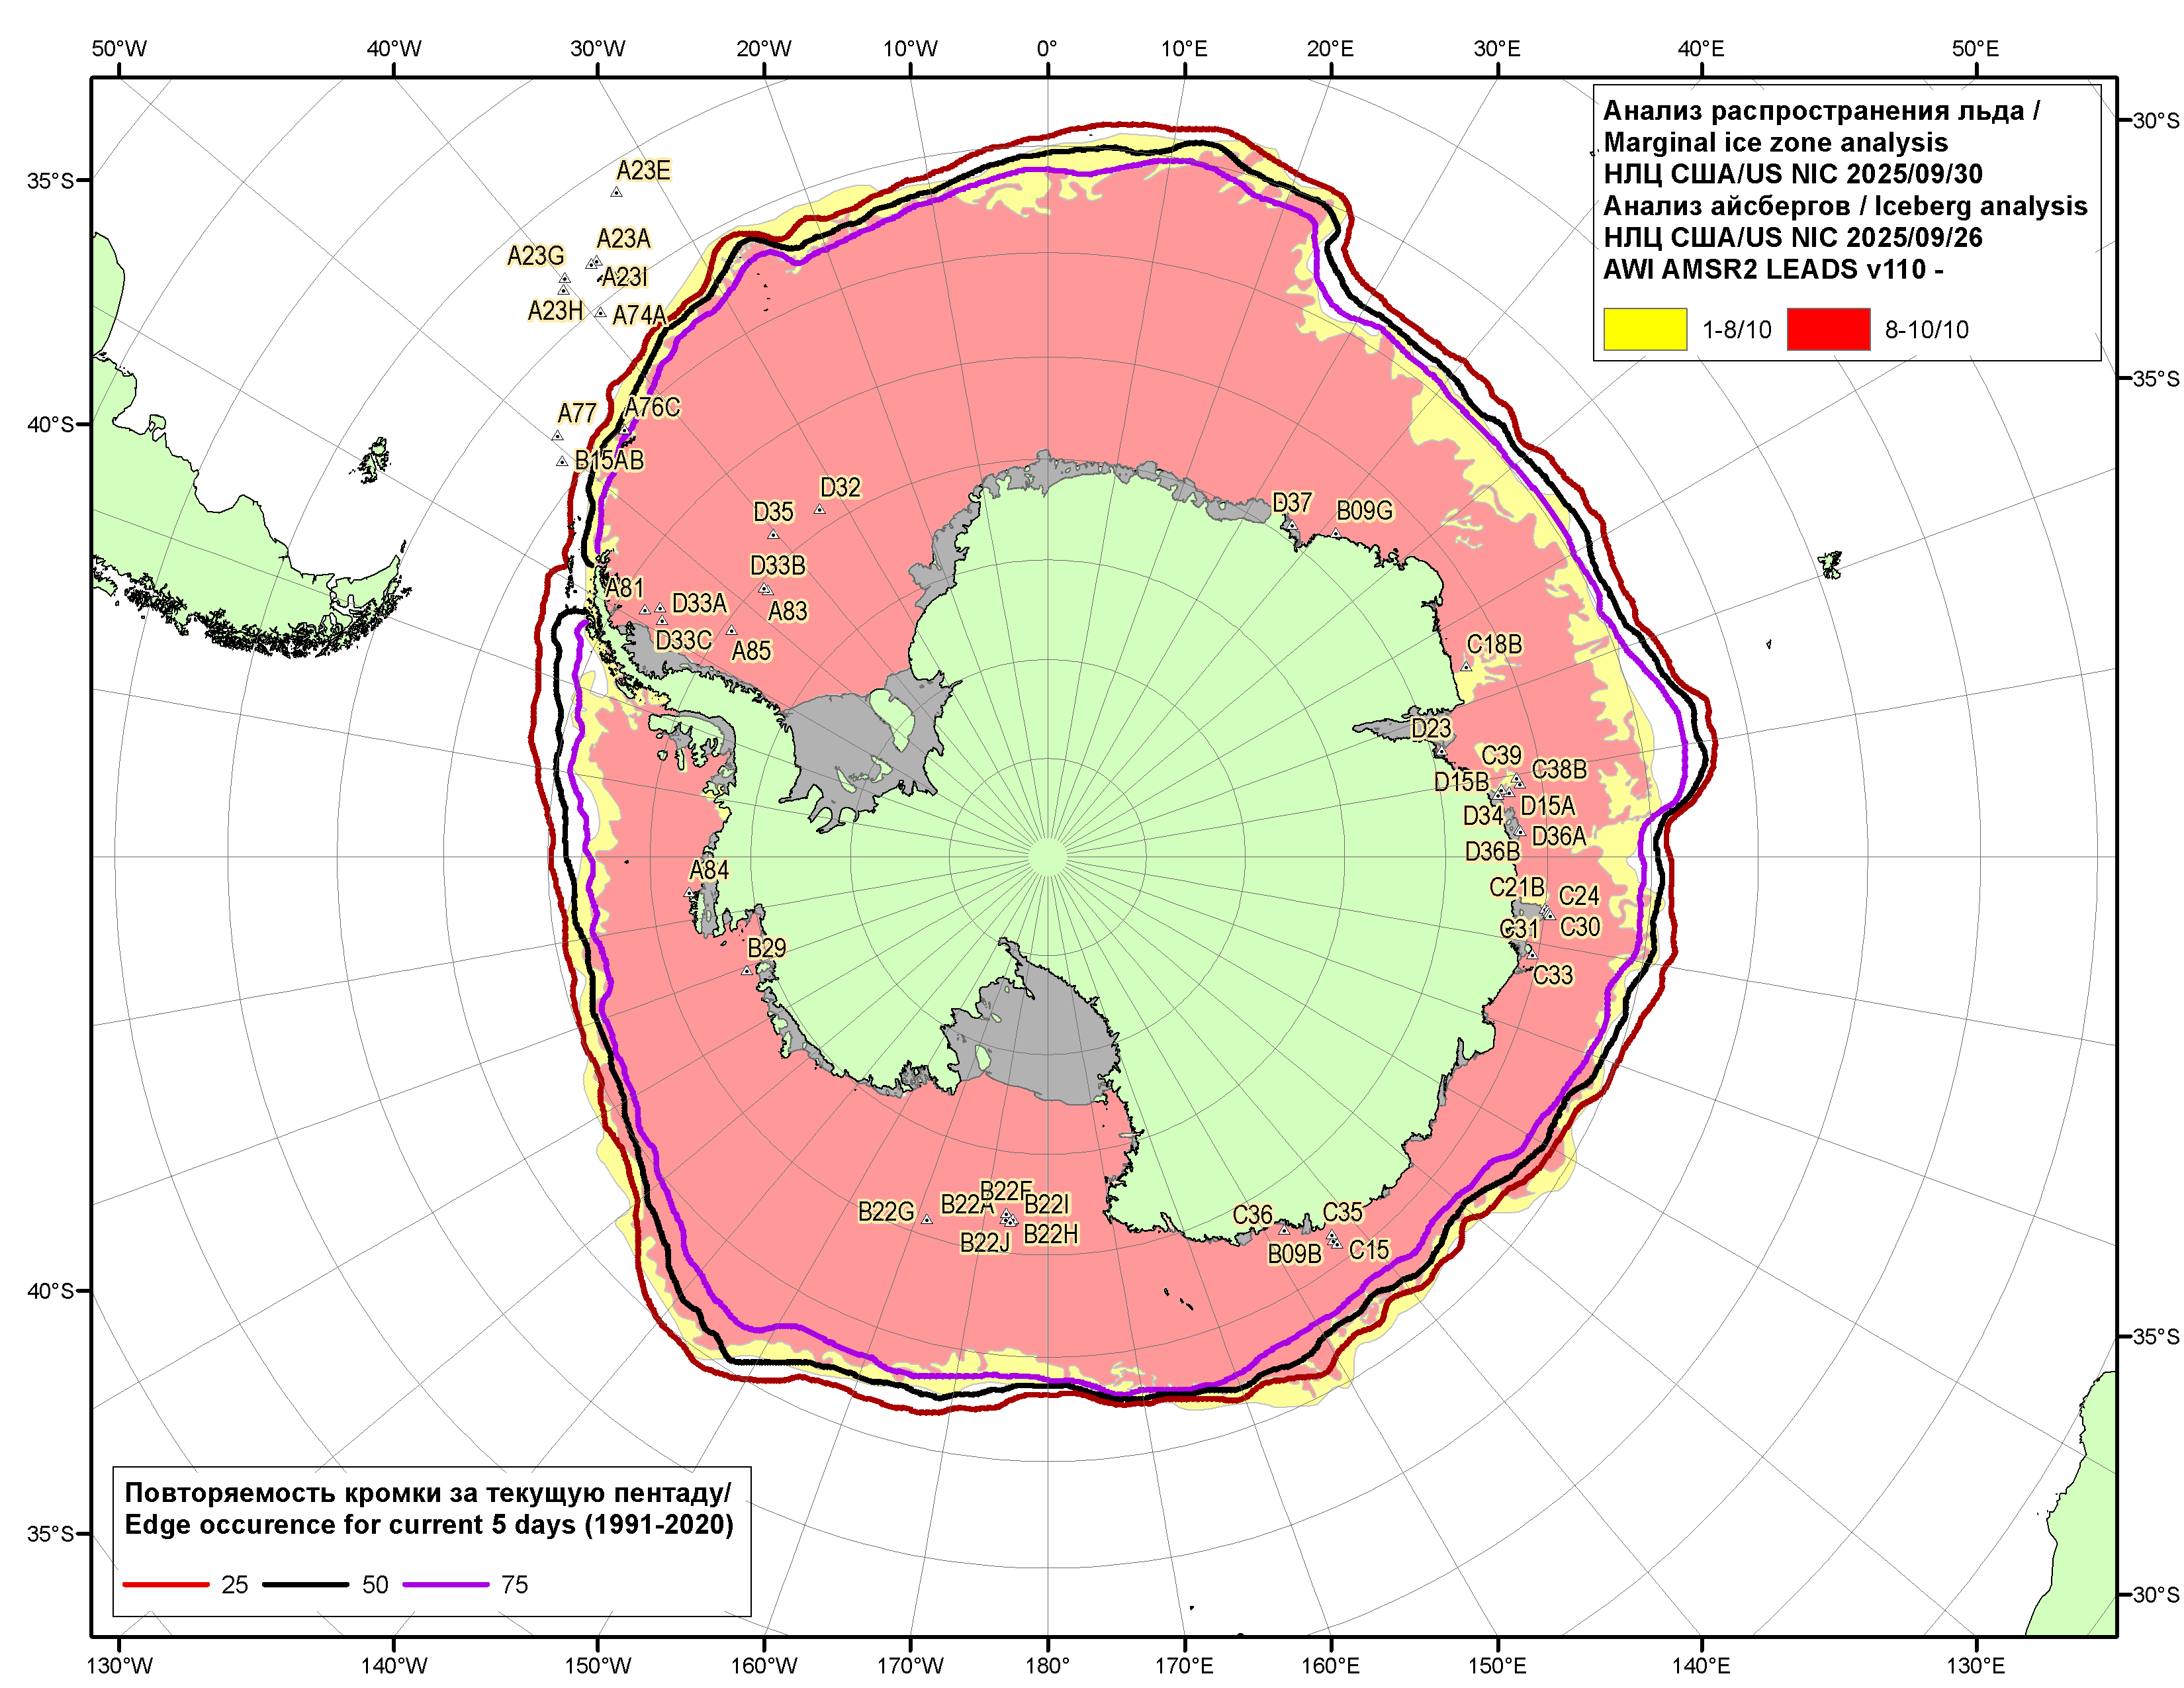 50°W 40°W 30°W 20°W 10°W 0° 10°E 20°E 30°E 40°E 50°E
Анализ распространения льда /
Marginal ice zone analysis
НЛЦ США/US NIC 2025/09/30
Анализ айсбергов / Iceberg analysis
НЛЦ США/US NIC 2025/09/26
AWI AMSR2 LEADS v110 -
1-8/10 8-10/10
30°S
35°S
35°S
40°S
A23E
A23A
A23G
A23I
A23H
A74A
A77
A76C
B15AB
D32
D35
D37
B09G
D33B
A81
D33A
A83
D33C
A85
C18B
D23
C39
C38B
D15B
D15A
D34
D36A
D36B
A84
C21B
C24
C31
C30
B29
C33
B22F
B22A
B22I
B22G
C36
C35
B22J
B22H
B09B
C15
40°S
35°S
35°S
30°S
Повторяемость кромки за текущую пентаду/
Edge occurence for current 5 days (1991-2020)
25 50 75
130°W 140°W 150°W 160°W 170°W 180° 170°E 160°E 150°E 140°E 130°E